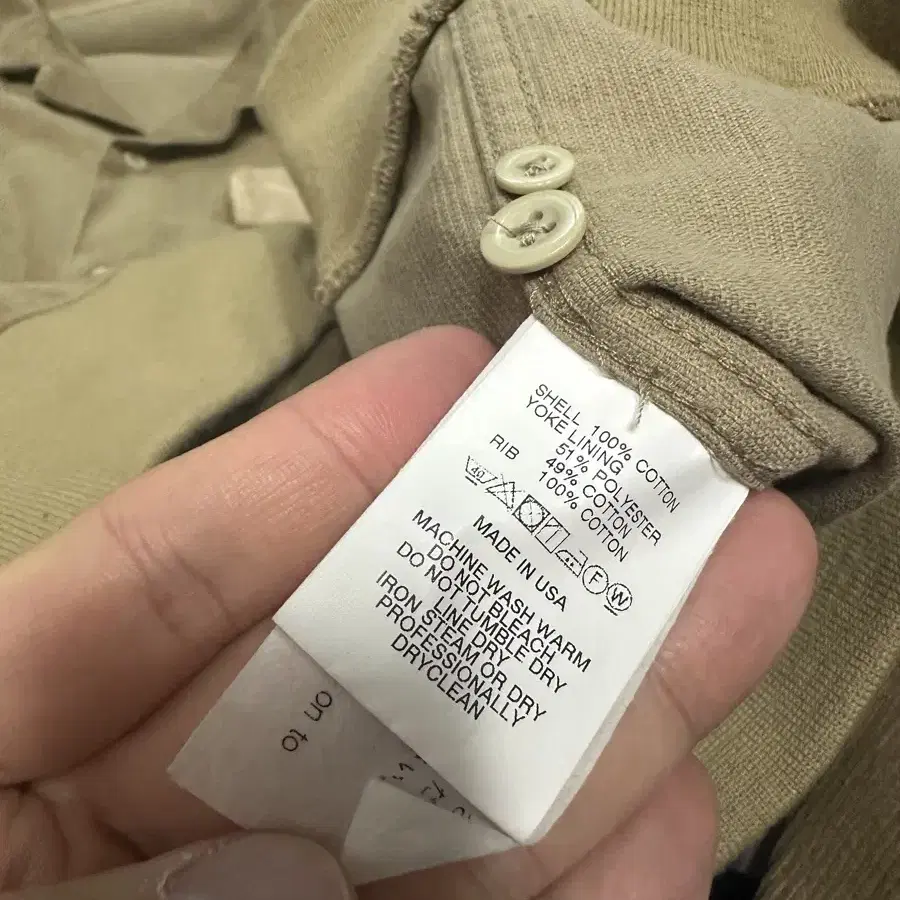 SHELL 100% COTTON
YOKE LINING
51% POLYESTER
49% COTTON
RIB 100% COTTON
40 F W
MADE IN USA
MACHINE WASH WARM
DO NOT BLEACH
DO NOT TUMBLE DRY
LINE DRY
IRON STEAM OR DRY
PROFESSIONALLY
DRYCLEAN
on to